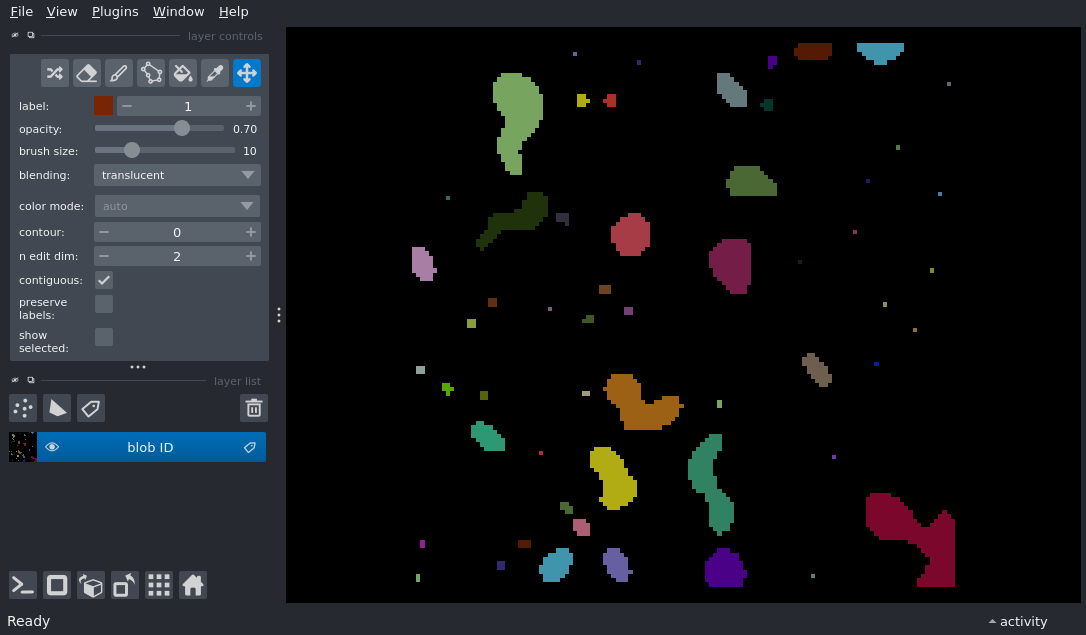 File View Plugins Window Help
layer controls
label: 1
opacity: 0.70
brush size: 10
blending: translucent
color mode: auto
contour: 0
n edit dim: 2
contiguous:
preserve
labels:
show
selected:
layer list
blob ID
Ready
activity